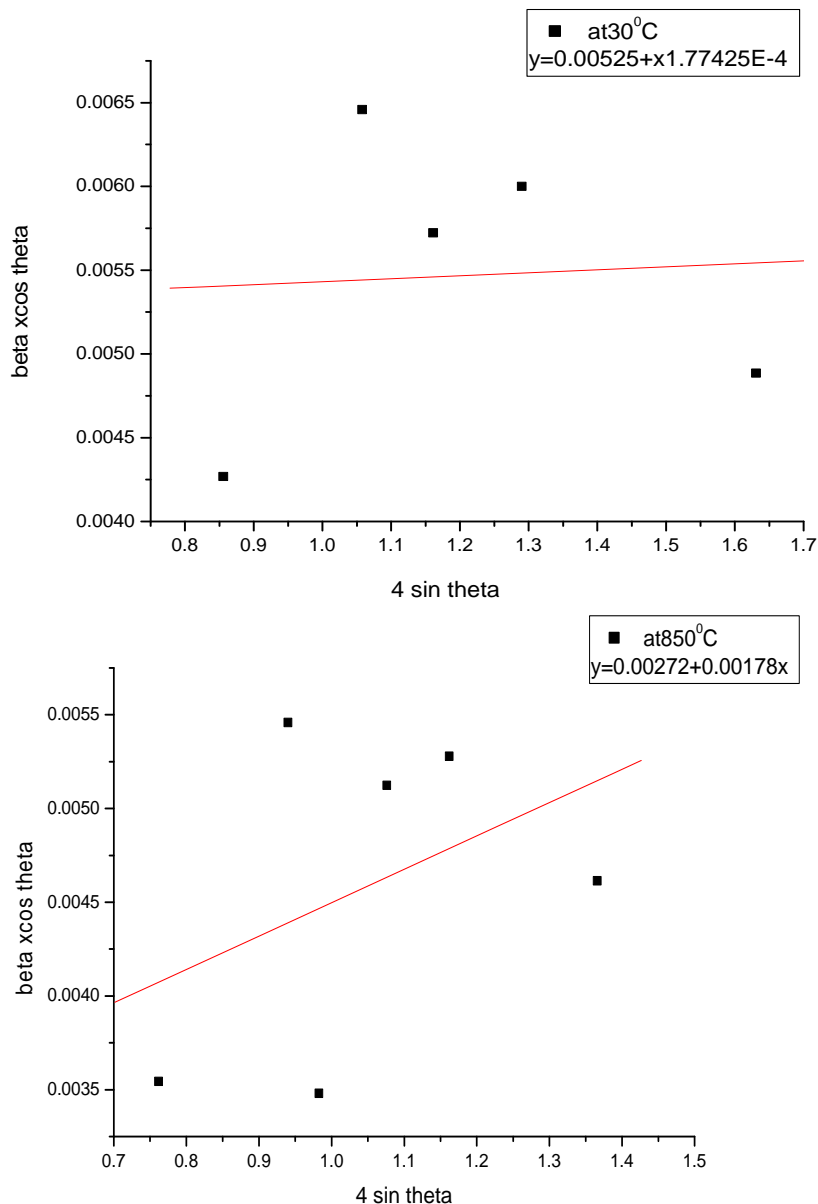 at30⁰C
y=0.00525+x1.77425E-4
0.0065
0.0060
0.0055
0.0050
0.0045
0.0040
beta xcos theta
0.8 0.9 1.0 1.1 1.2 1.3 1.4 1.5 1.6 1.7
4 sin theta
at850⁰C
y=0.00272+0.00178x
0.0055
0.0050
0.0045
0.0040
0.0035
beta xcos theta
0.7 0.8 0.9 1.0 1.1 1.2 1.3 1.4 1.5
4 sin theta